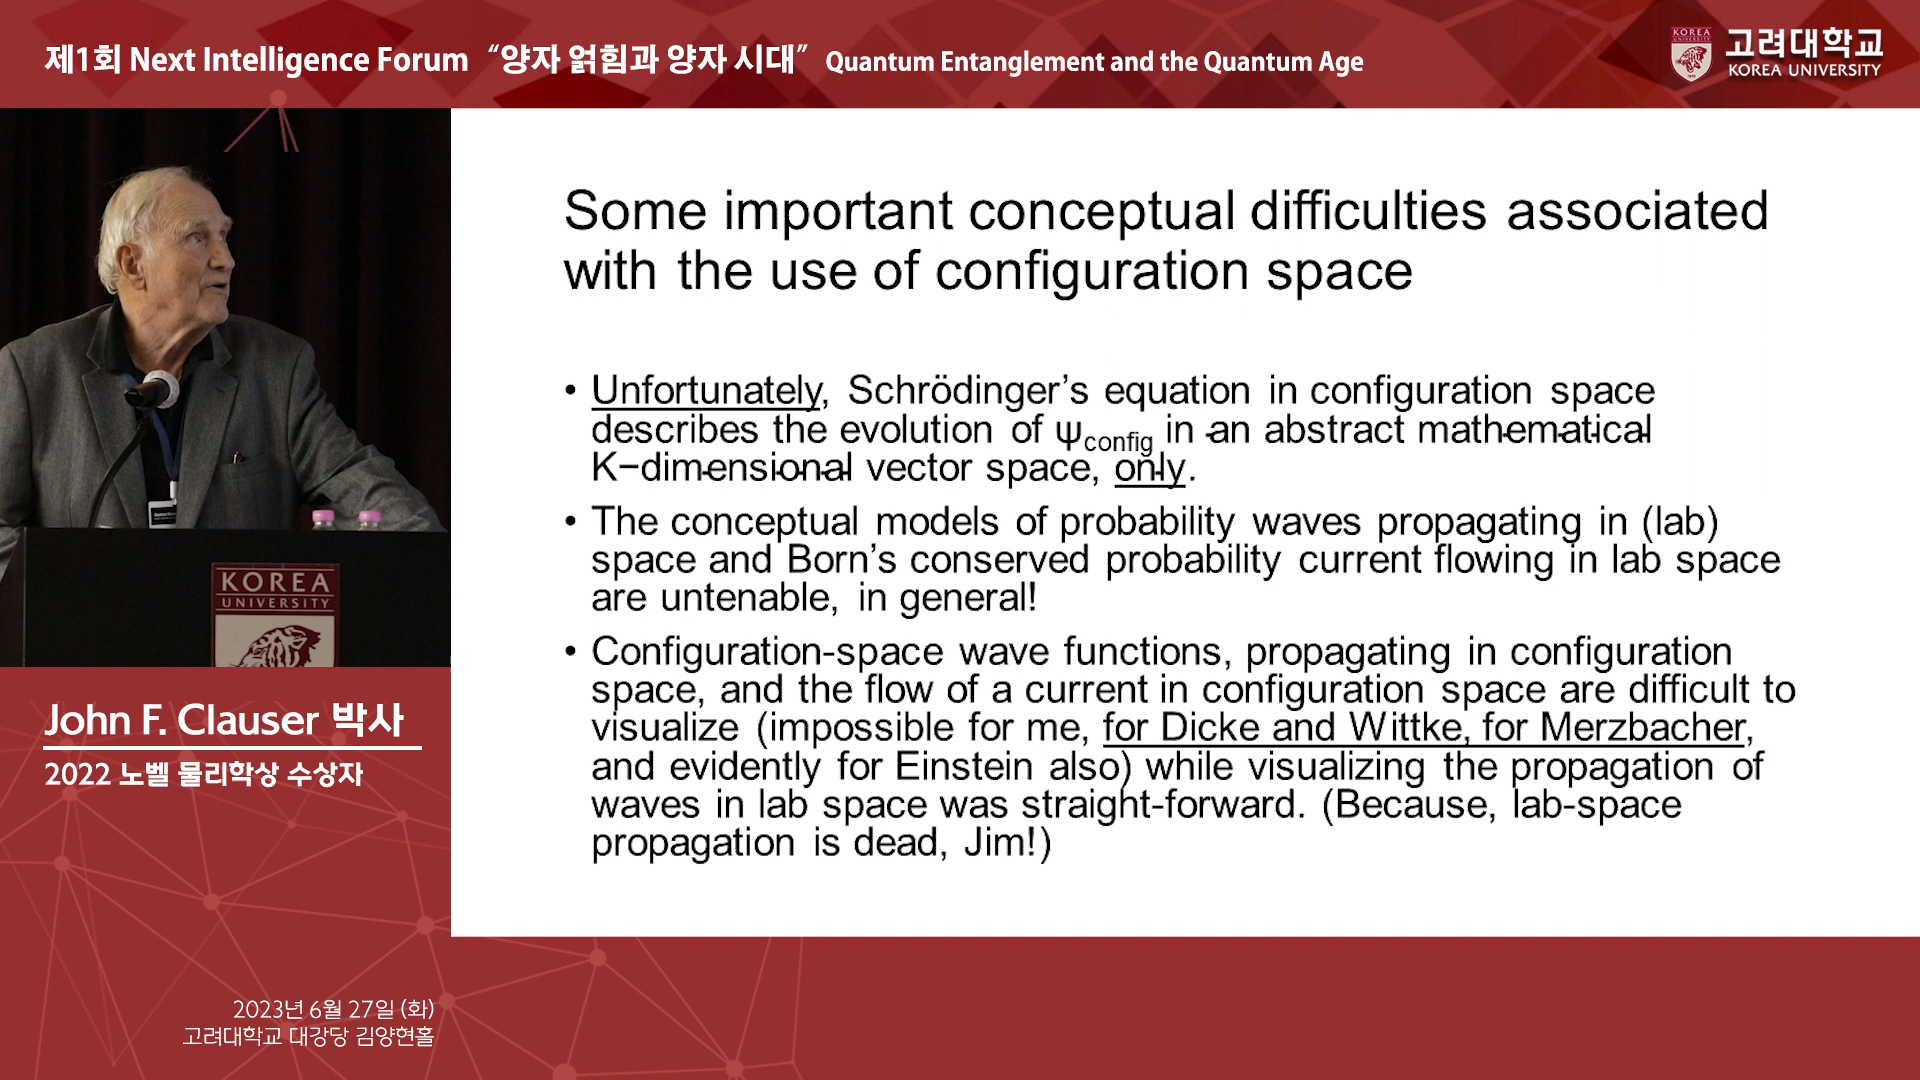 제1회 Next Intelligence Forum “양자 얽힘과 양자 시대” Quantum Entanglement and the Quantum Age
KOREA
UNIVERSITY
고려대학교
KOREA UNIVERSITY
Some important conceptual difficulties associated
with the use of configuration space
• Unfortunately, Schrödinger’s equation in configuration space
describes the evolution of ψconfig in an abstract mathematical
K−dimensional vector space, only.
• The conceptual models of probability waves propagating in (lab)
space and Born’s conserved probability current flowing in lab space
are untenable, in general!
• Configuration-space wave functions, propagating in configuration
space, and the flow of a current in configuration space are difficult to
visualize (impossible for me, for Dicke and Wittke, for Merzbacher,
and evidently for Einstein also) while visualizing the propagation of
waves in lab space was straight-forward. (Because, lab-space
propagation is dead, Jim!)
KOREA
UNIVERSITY
John F. Clauser 박사
2022 노벨 물리학상 수상자
2023년 6월 27일 (화)
고려대학교 대강당 김양현홀